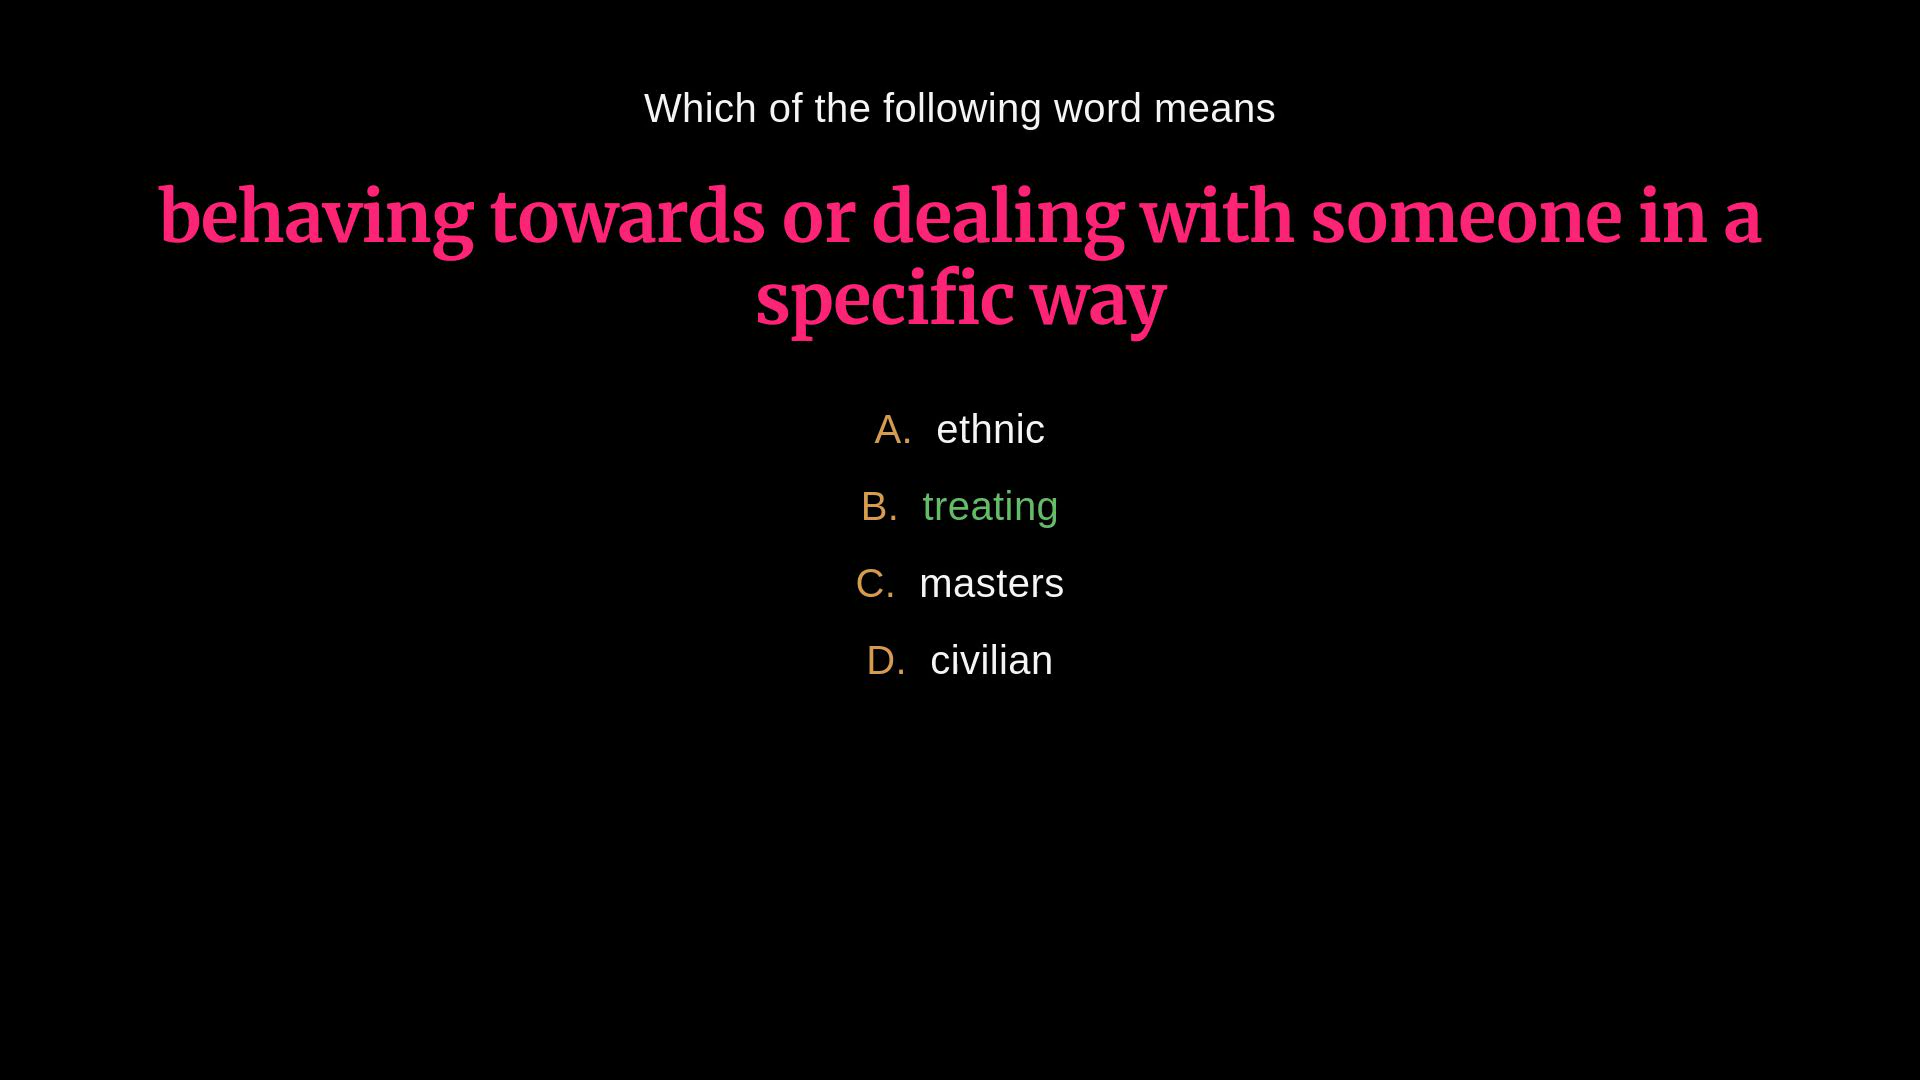 Which of the following word means
behaving towards or dealing with someone in a
specific way
A. ethnic
B. treating
C. masters
D. civilian